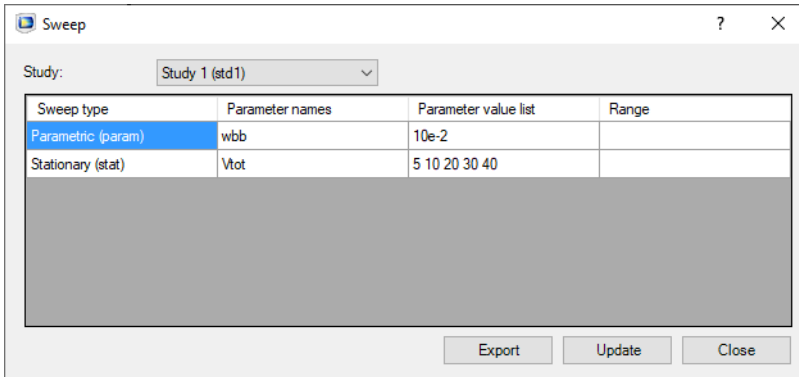 Sweep ?
Study: Study 1 (std1)
Sweep type Parameter names Parameter value list Range
Parametric (param) wbb 10e-2
Stationary (stat) Vtot 5 10 20 30 40
Export Update Close